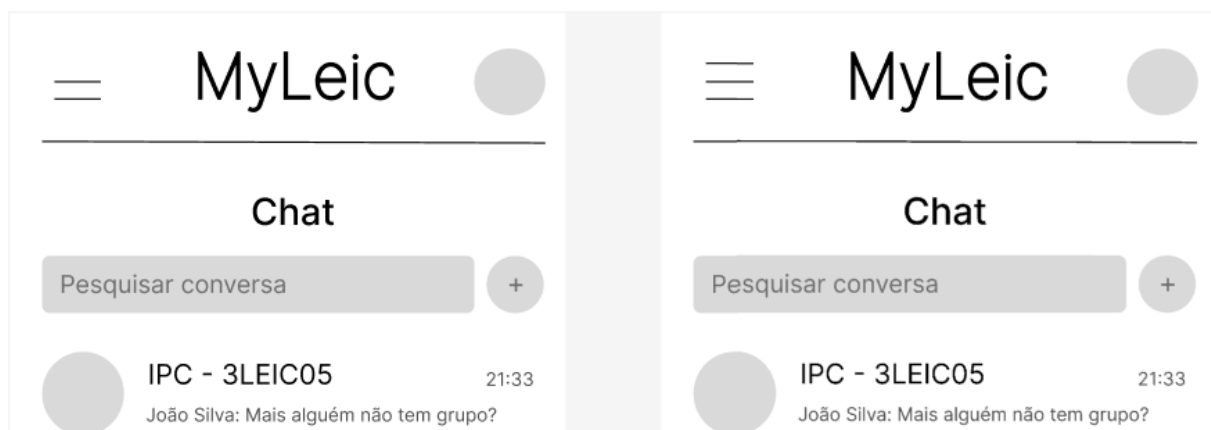 MyLeic
Chat
Pesquisar conversa +
IPC - 3LEIC05 21:33
João Silva: Mais alguém não tem grupo?
MyLeic
Chat
Pesquisar conversa +
IPC - 3LEIC05 21:33
João Silva: Mais alguém não tem grupo?